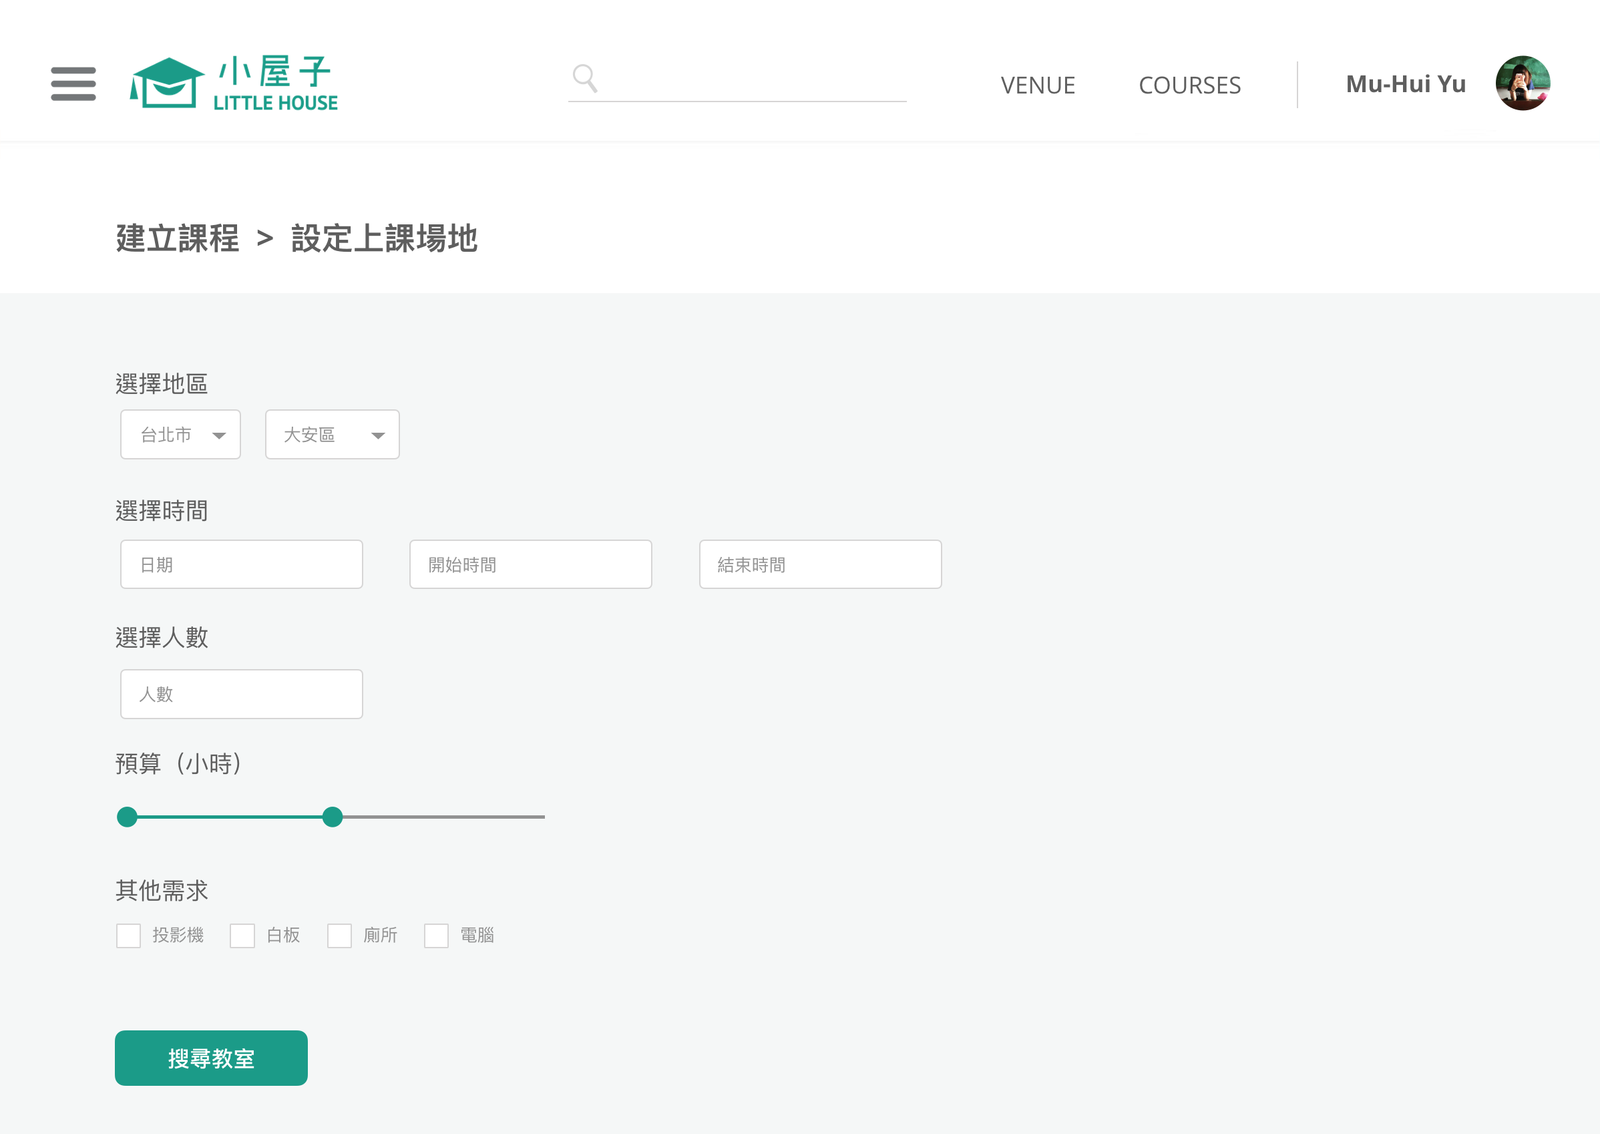 小屋子
LITTLE HOUSE
VENUE
COURSES
Mu-Hui Yu
建立課程 > 設定上課場地
選擇地區
台北市 大安區
選擇時間
日期 開始時間 結束時間
選擇人數
人數
預算（小時）
其他需求
投影機 白板 廁所 電腦
搜尋教室